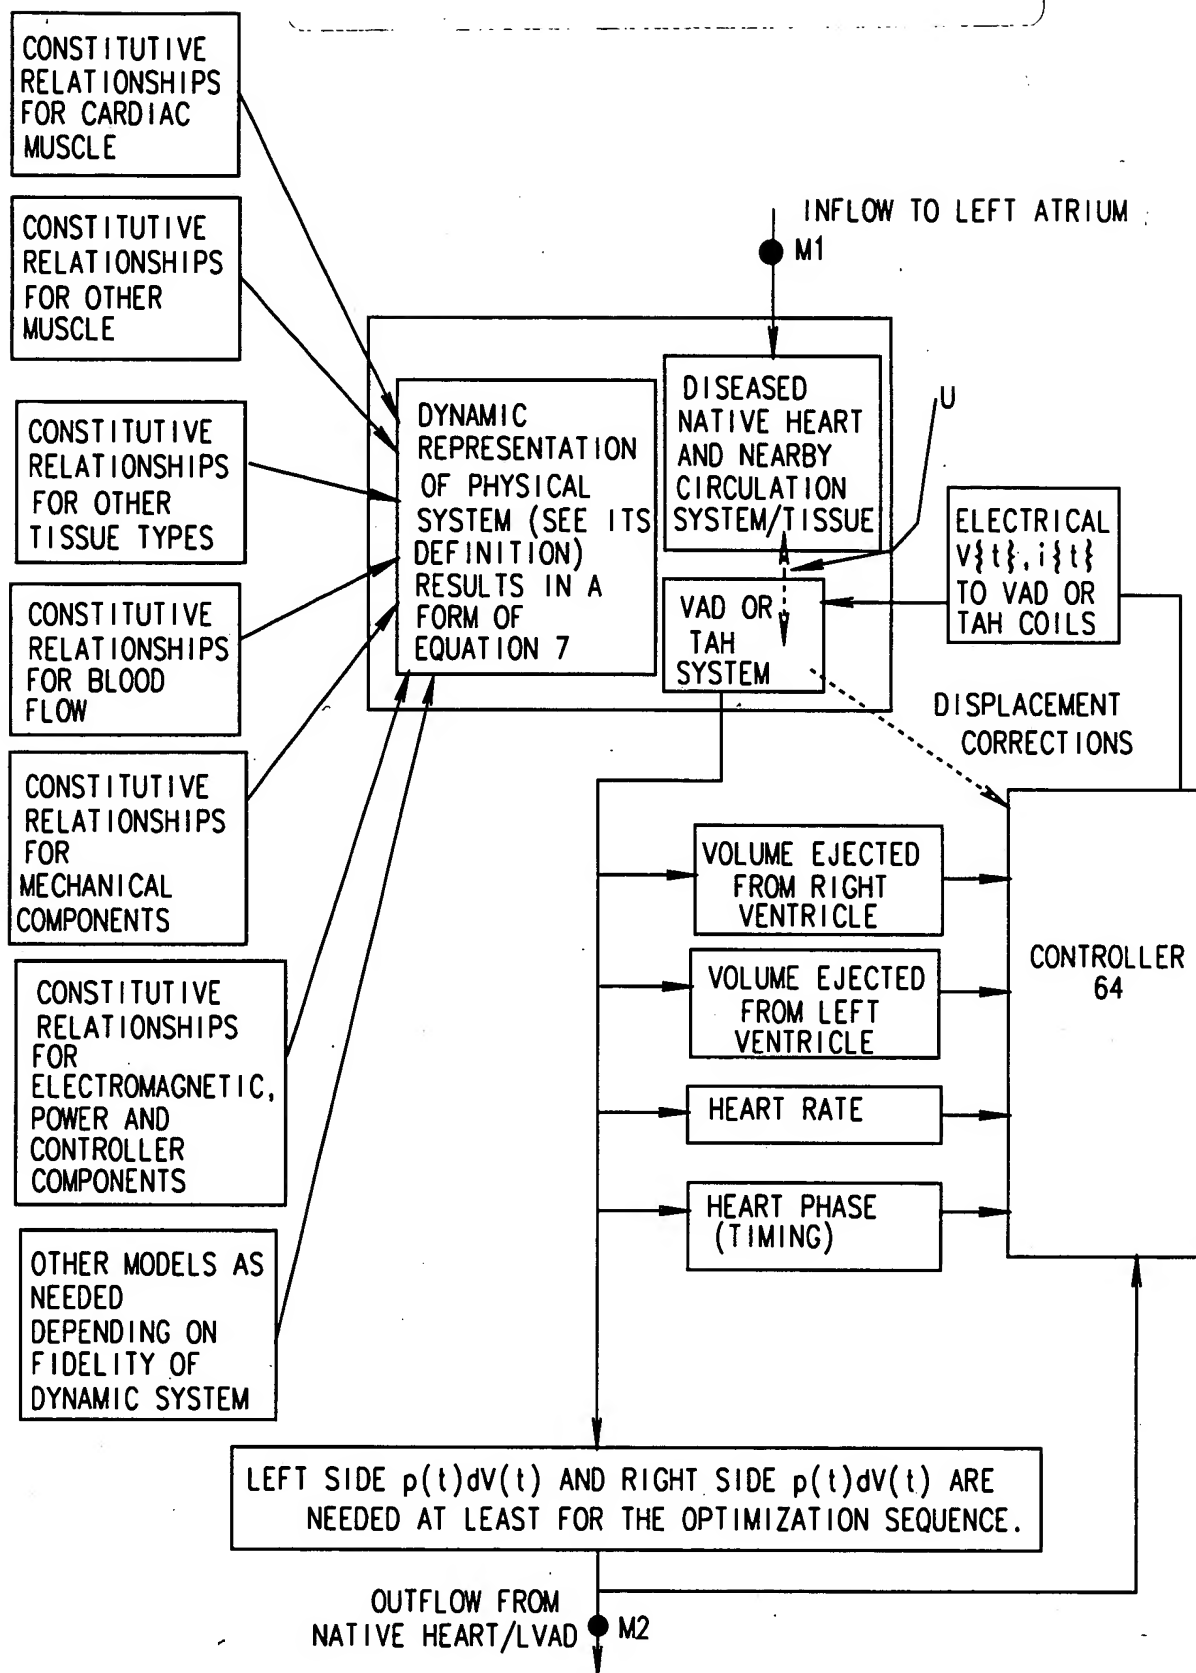 CONSTITUTIVE
RELATIONSHIPS
FOR CARDIAC
MUSCLE
CONSTITUTIVE
RELATIONSHIPS
FOR OTHER
MUSCLE
CONSTITUTIVE
RELATIONSHIPS
FOR OTHER
TISSUE TYPES
CONSTITUTIVE
RELATIONSHIPS
FOR BLOOD
FLOW
CONSTITUTIVE
RELATIONSHIPS
FOR
MECHANICAL
COMPONENTS
CONSTITUTIVE
RELATIONSHIPS
FOR
ELECTROMAGNETIC,
POWER AND
CONTROLLER
COMPONENTS
OTHER MODELS AS
NEEDED
DEPENDING ON
FIDELITY OF
DYNAMIC SYSTEM
INFLOW TO LEFT ATRIUM
M1
DYNAMIC
REPRESENTATION
OF PHYSICAL
SYSTEM (SEE ITS
DEFINITION)
RESULTS IN A
FORM OF
EQUATION 7
DISEASED
NATIVE HEART
AND NEARBY
CIRCULATION
SYSTEM/TISSUE
U
VAD OR
TAH
SYSTEM
ELECTRICAL
V{t},i{t}
TO VAD OR
TAH COILS
DISPLACEMENT
CORRECTIONS
VOLUME EJECTED
FROM RIGHT
VENTRICLE
VOLUME EJECTED
FROM LEFT
VENTRICLE
HEART RATE
HEART PHASE
(TIMING)
CONTROLLER
64
LEFT SIDE p(t)dV(t) AND RIGHT SIDE p(t)dV(t) ARE
NEEDED AT LEAST FOR THE OPTIMIZATION SEQUENCE.
OUTFLOW FROM
NATIVE HEART/LVAD
M2